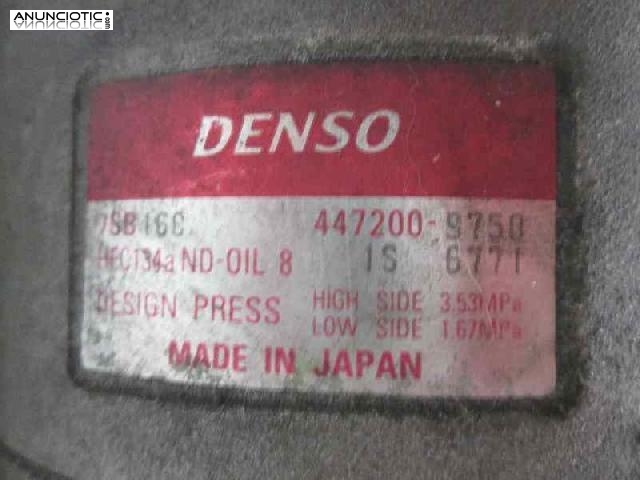 ANUNCIOTIC.com
DENSO
7SB16C 447200-9750
HFC134a ND-OIL 8 1S 6771
DESIGN PRESS HIGH SIDE 3.53MPa
LOW SIDE 1.67MPa
MADE IN JAPAN